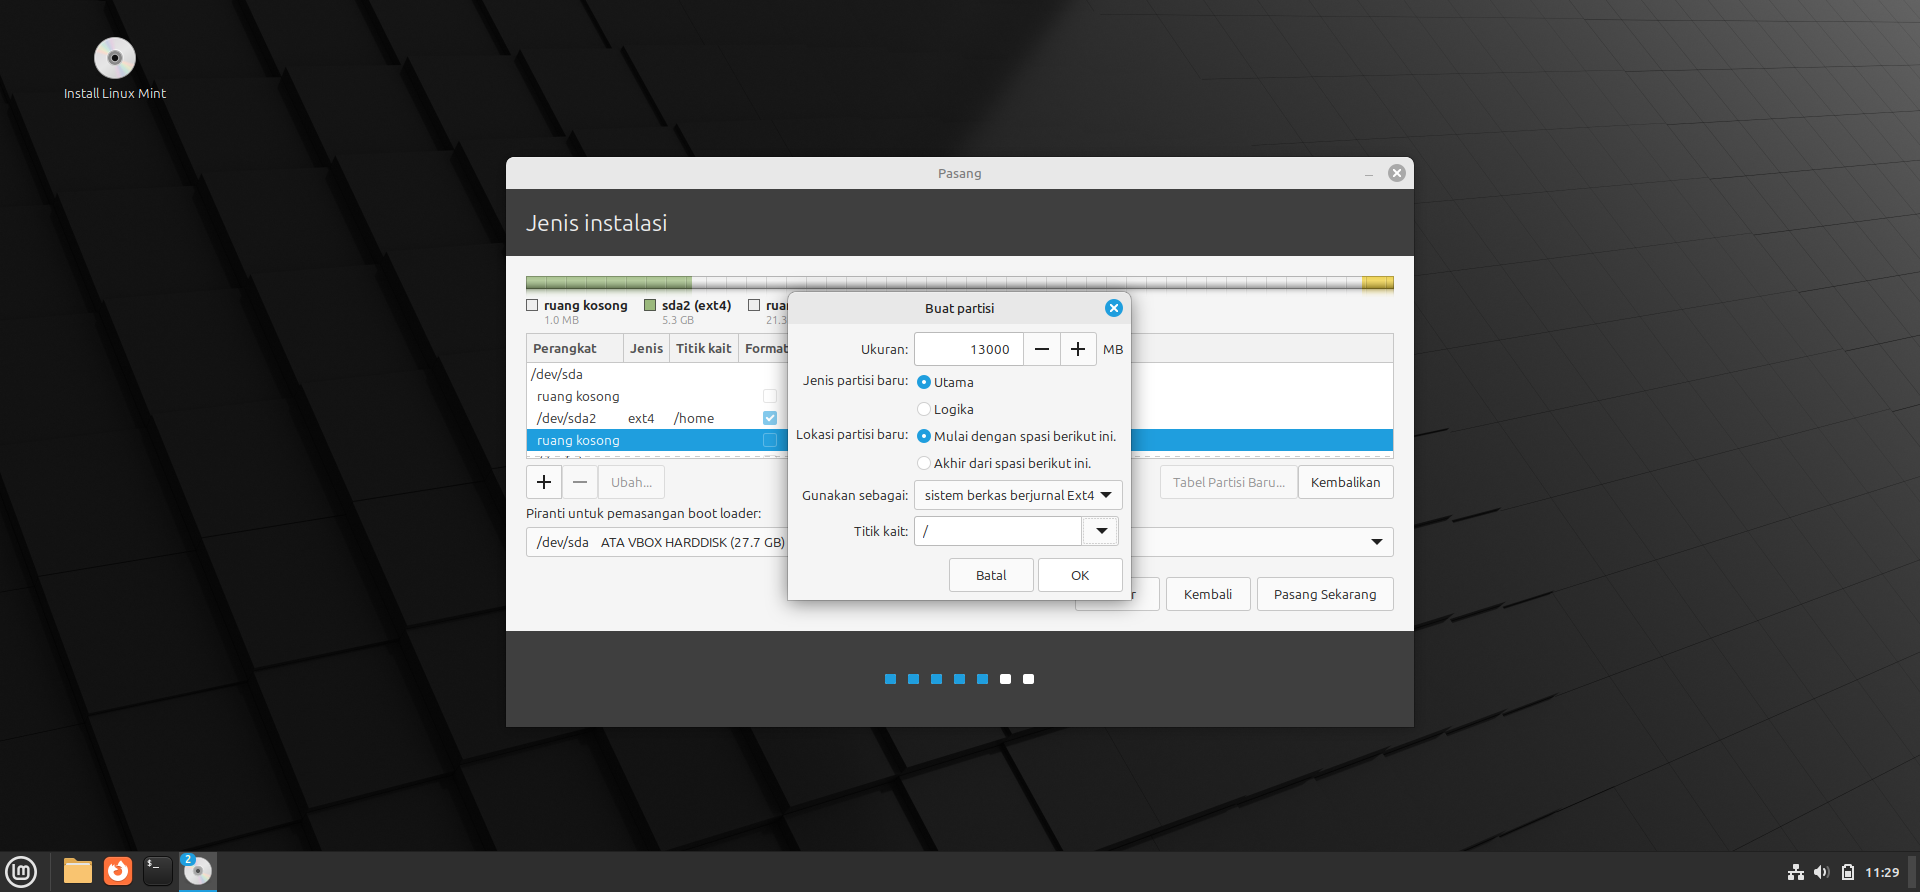 Install Linux Mint
Pasang
Jenis instalasi
ruang kosong
1.0 MB
sda2 (ext4)
5.3 GB
Perangkat Jenis Titik kait Format
/dev/sda
ruang kosong
/dev/sda2 ext4 /home
ruang kosong
Ubah...
Tabel Partisi Baru...
Kembalikan
Piranti untuk pemasangan boot loader:
/dev/sda ATA VBOX HARDDISK (27.7 GB)
Kembali
Pasang Sekarang
Buat partisi
Ukuran: 13000 MB
Jenis partisi baru: Utama
Logika
Lokasi partisi baru: Mulai dengan spasi berikut ini.
Akhir dari spasi berikut ini.
Gunakan sebagai: sistem berkas berjurnal Ext4
Titik kait: /
Batal OK
2
11:29